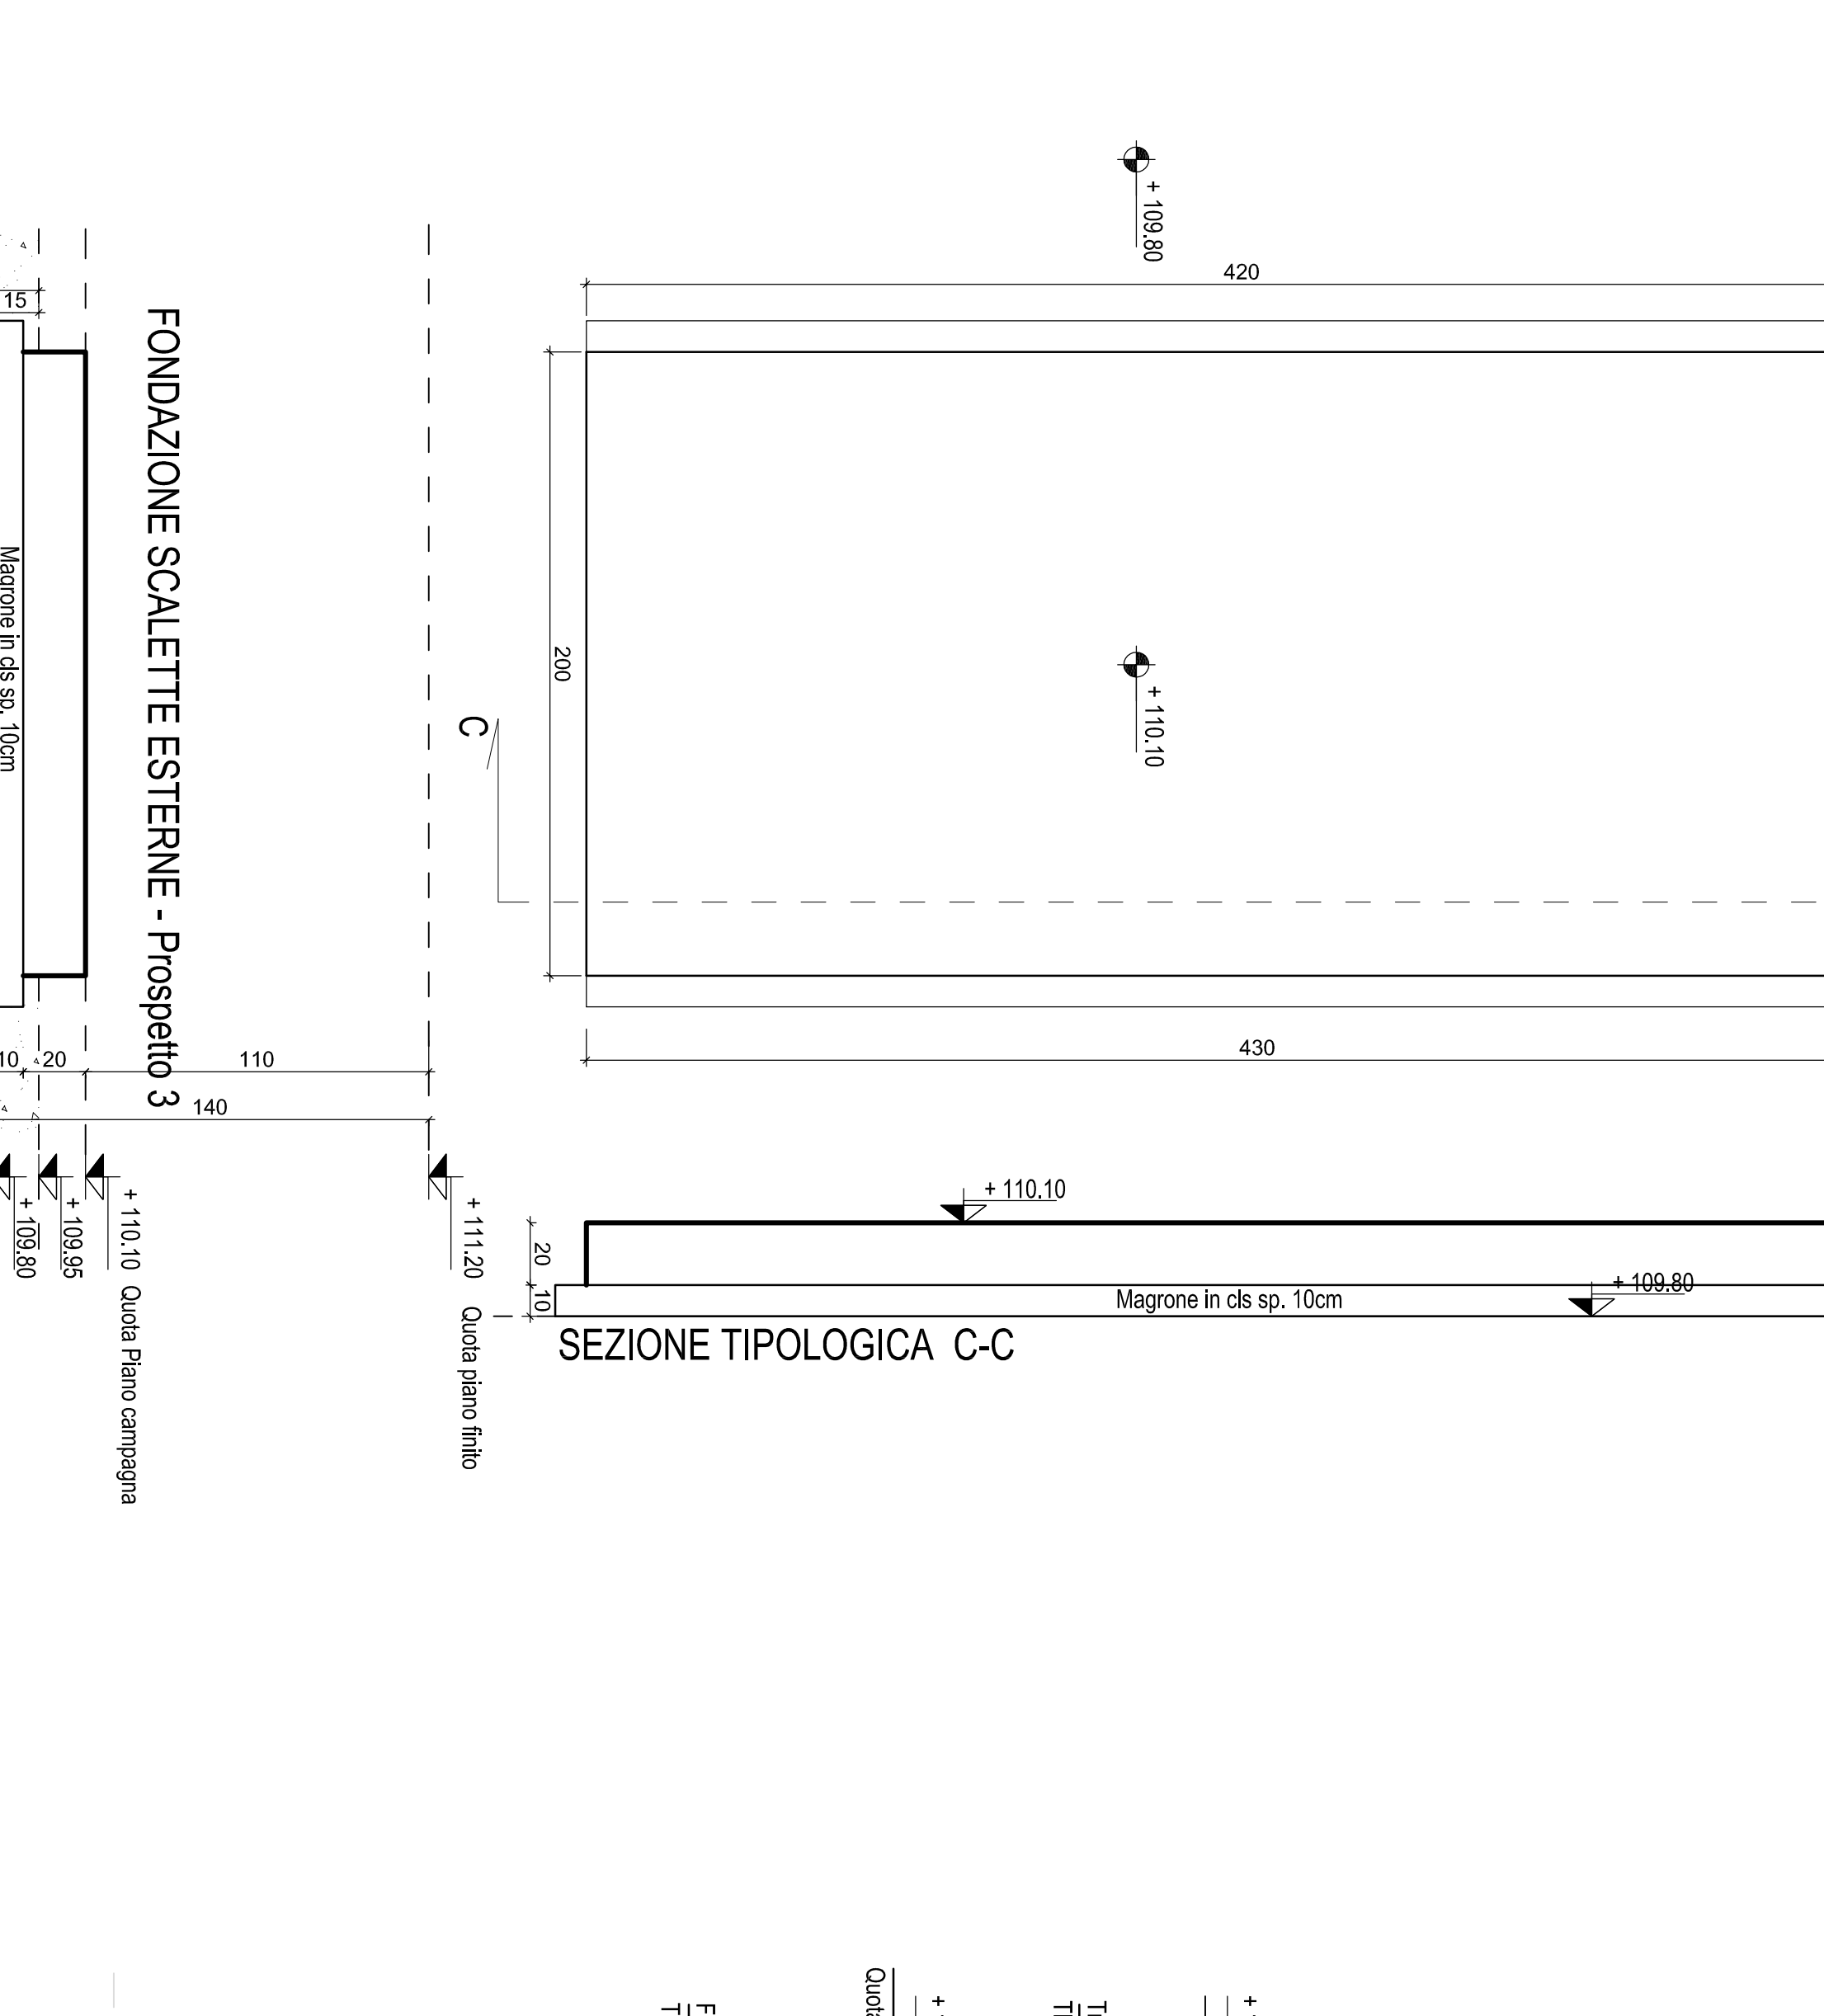 + 109.80
420
15
FONDAZIONE SCALETTE ESTERNE - Prospetto 3
Magrone in cls sp. 10cm
200
+ 110.10
C
430
10
20
110
140
+ 109.80
+ 109.95
+ 110.10 Quota Piano campagna
+ 111.20 Quota piano finito
+ 110.10
20
10
Magrone in cls sp. 10cm
+ 109.80
SEZIONE TIPOLOGICA C-C